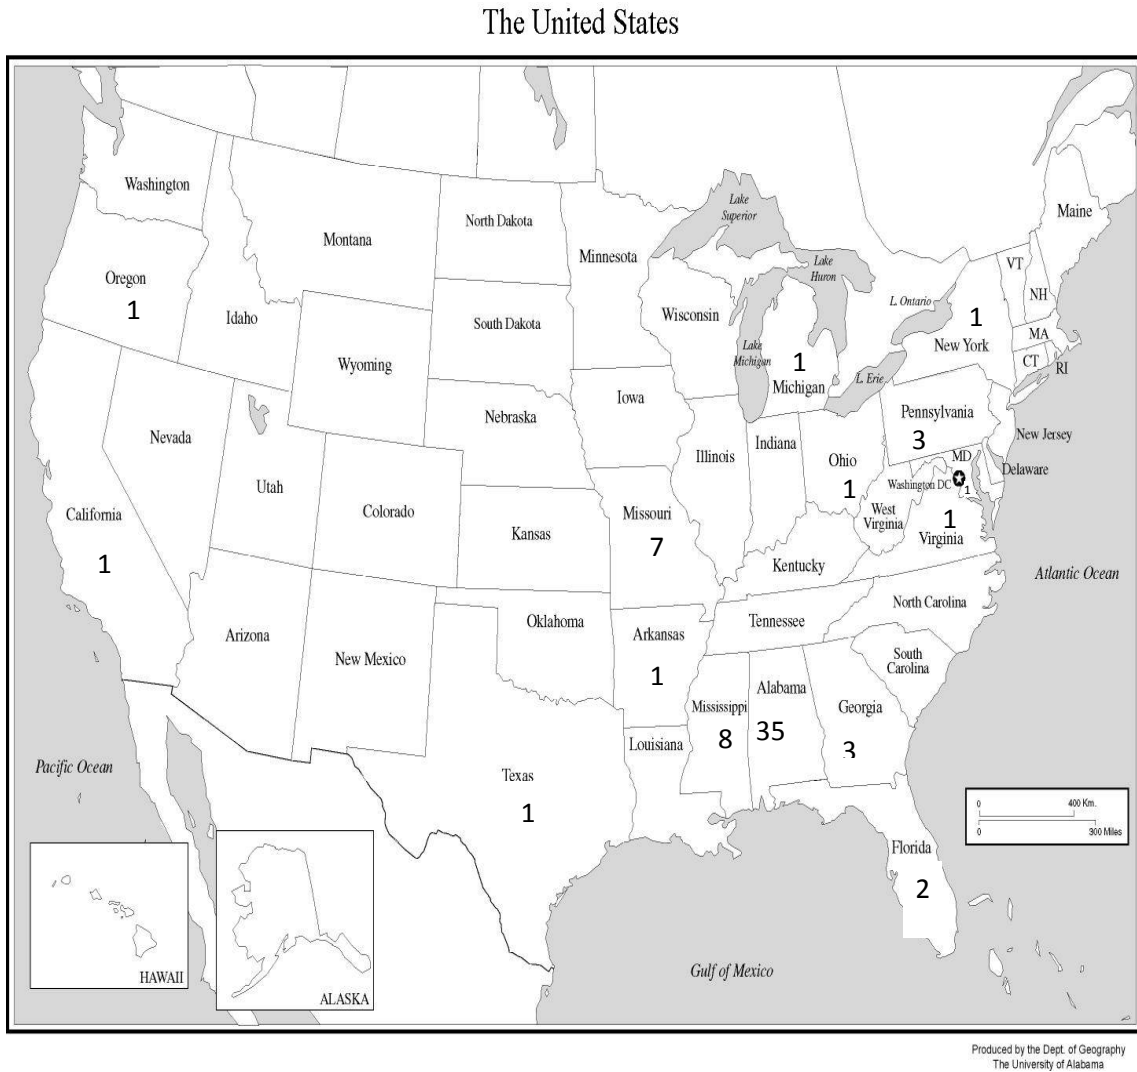 The United States
Washington
Oregon
1
California
1
Nevada
Idaho
Montana
Wyoming
Utah
Colorado
Arizona
New Mexico
North Dakota
South Dakota
Nebraska
Kansas
Oklahoma
Texas
1
Minnesota
Iowa
Missouri
7
Arkansas
1
Louisiana
Wisconsin
Illinois
Lake
Superior
Lake
Michigan
Lake
Huron
L. Ontario
L. Erie
1
Michigan
Indiana
Ohio
1
Kentucky
Tennessee
Mississippi
8
Alabama
35
Georgia
3
Florida
2
South
Carolina
North Carolina
1
Virginia
West
Virginia
Washington DC
1
MD
Delaware
New Jersey
Pennsylvania
3
1
New York
VT
NH
MA
CT
RI
Maine
Atlantic Ocean
Pacific Ocean
Gulf of Mexico
HAWAII
ALASKA
0 400 Km.
0 300 Miles
Produced by the Dept. of Geography
The University of Alabama